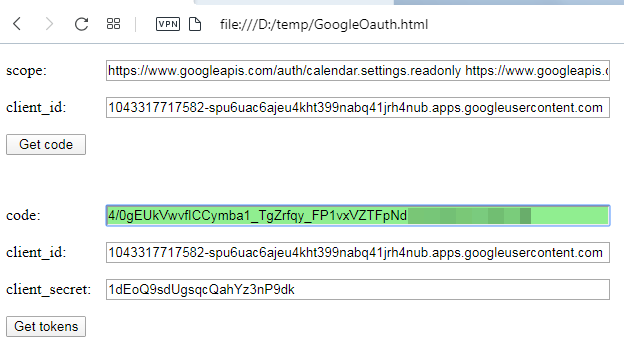 VPN file:///D:/temp/GoogleOauth.html
scope: https://www.googleapis.com/auth/calendar.settings.readonly https://www.googleapis.c
client_id: 1043317717582-spu6uac6ajeu4kht399nabq41jrh4nub.apps.googleusercontent.com
Get code
code: 4/0gEUkVwvflCCymba1_TgZrfqy_FP1vxVZTFpNd
client_id: 1043317717582-spu6uac6ajeu4kht399nabq41jrh4nub.apps.googleusercontent.com
client_secret: 1dEoQ9sdUgsqcQahYz3nP9dk
Get tokens